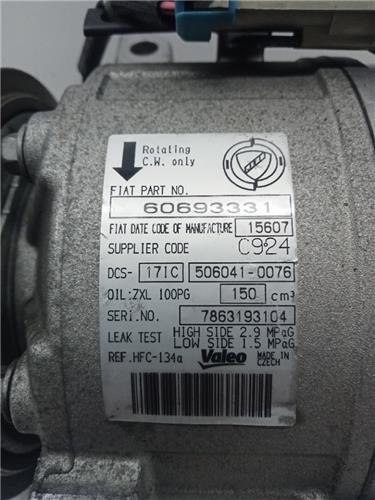 Rotating
C.W. only
FIAT PART NO.
60693331
FIAT DATE CODE OF MANUFACTURE 15607
SUPPLIER CODE C924
DCS- 17IC 506041-0076
OIL:ZXL 100PG 150 cm³
SERI.NO. 7863193104
LEAK TEST HIGH SIDE 2.9 MPaG
LOW SIDE 1.5 MPaG
REF.HFC-134a Valeo MADE IN
CZECH